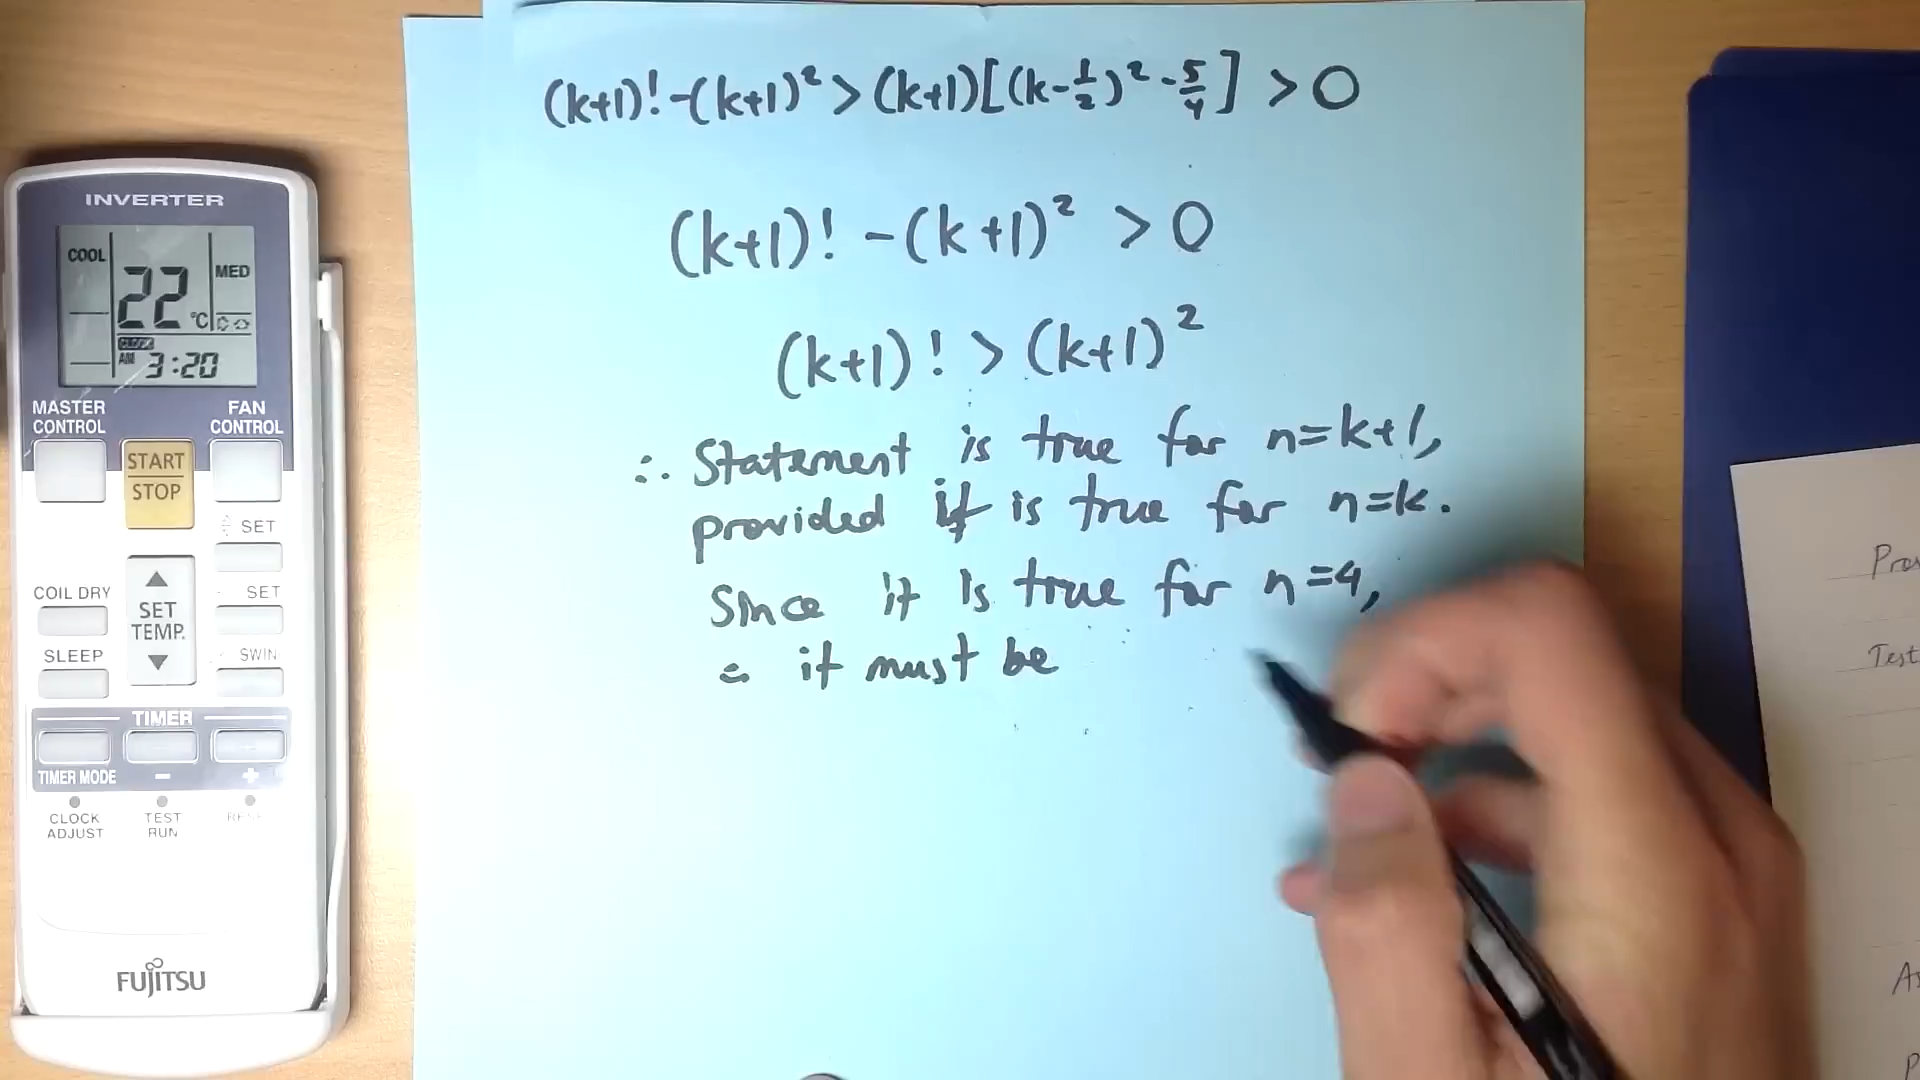 INVERTER
COOL
22 °C
MED
CLOCK
AM 3:20
MASTER CONTROL
FAN CONTROL
START
STOP
SET
COIL DRY
SET TEMP.
SET
SLEEP
SWIN
TIMER
TIMER MODE
-
+
CLOCK ADJUST
TEST RUN
FUJITSU
(k+1)! -(k+1)² > (k+1)[(k-1/2)² - 5/4] > 0
(k+1)! - (k+1)² > 0
(k+1)! > (k+1)²
∴ Statement is true for n=k+1,
provided it is true for n=k.
Since it is true for n=4,
∴ it must be
Test